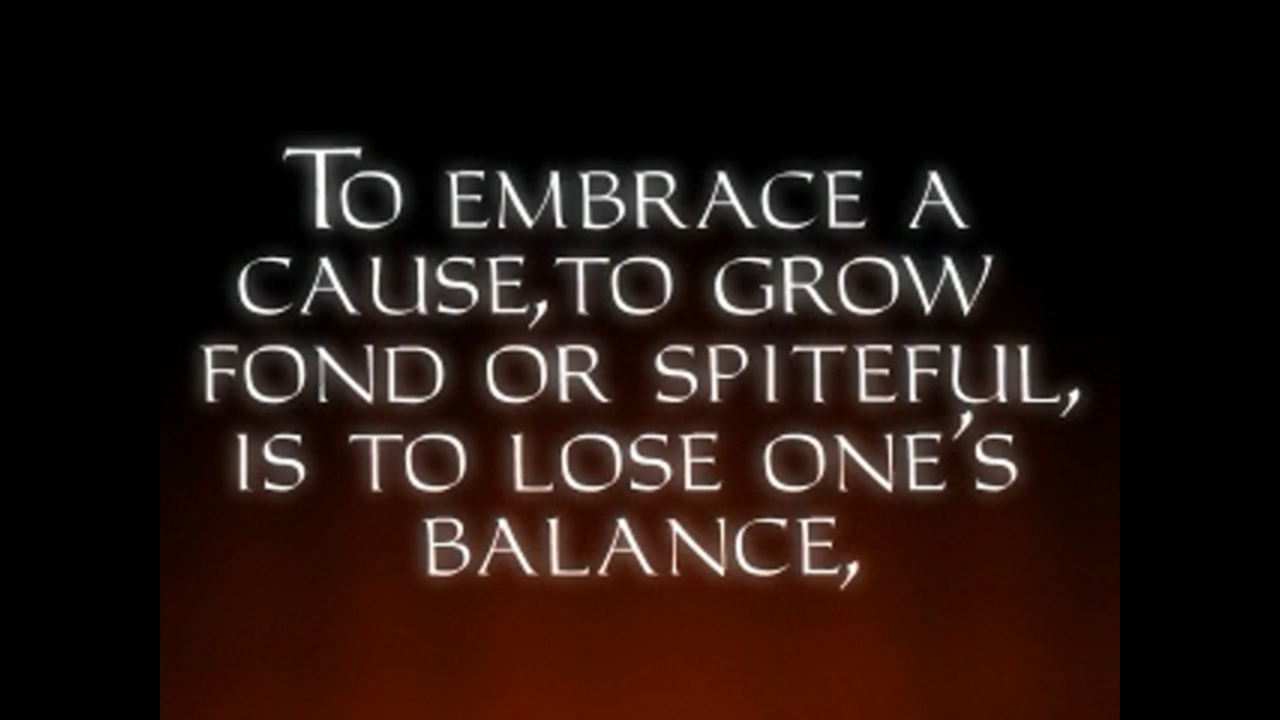 To EMBRACE A
CAUSE, TO GROW
FOND OR SPITEFUL,
IS TO LOSE ONE'S
BALANCE,